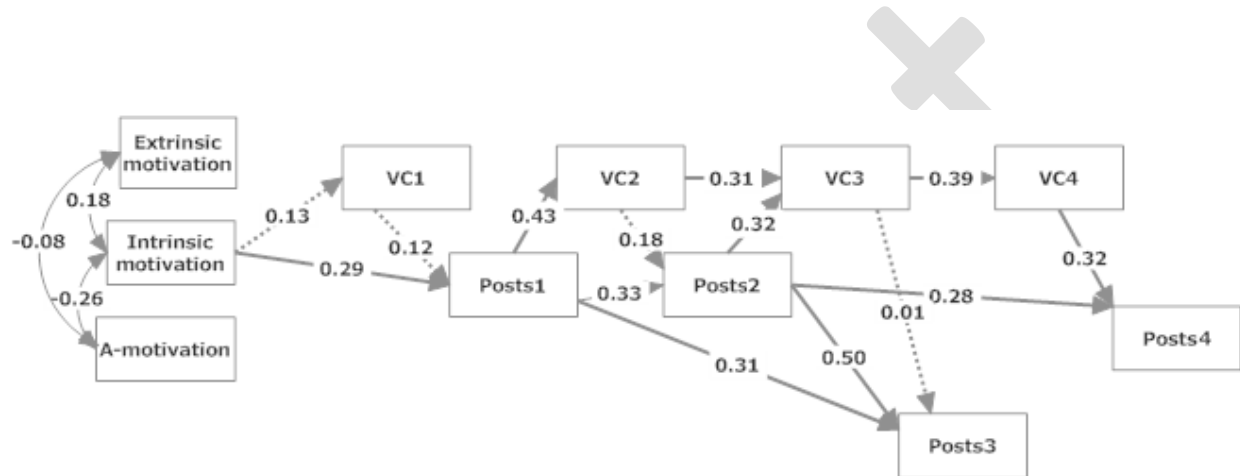 Extrinsic
motivation
VC1
VC2
0.31
VC3
0.39
VC4
0.18
0.13
0.43
-0.08
Intrinsic
motivation
0.12
0.18
0.32
0.32
0.29
Posts1
0.33
Posts2
0.28
-0.26
0.01
A-motivation
0.31
0.50
Posts4
Posts3